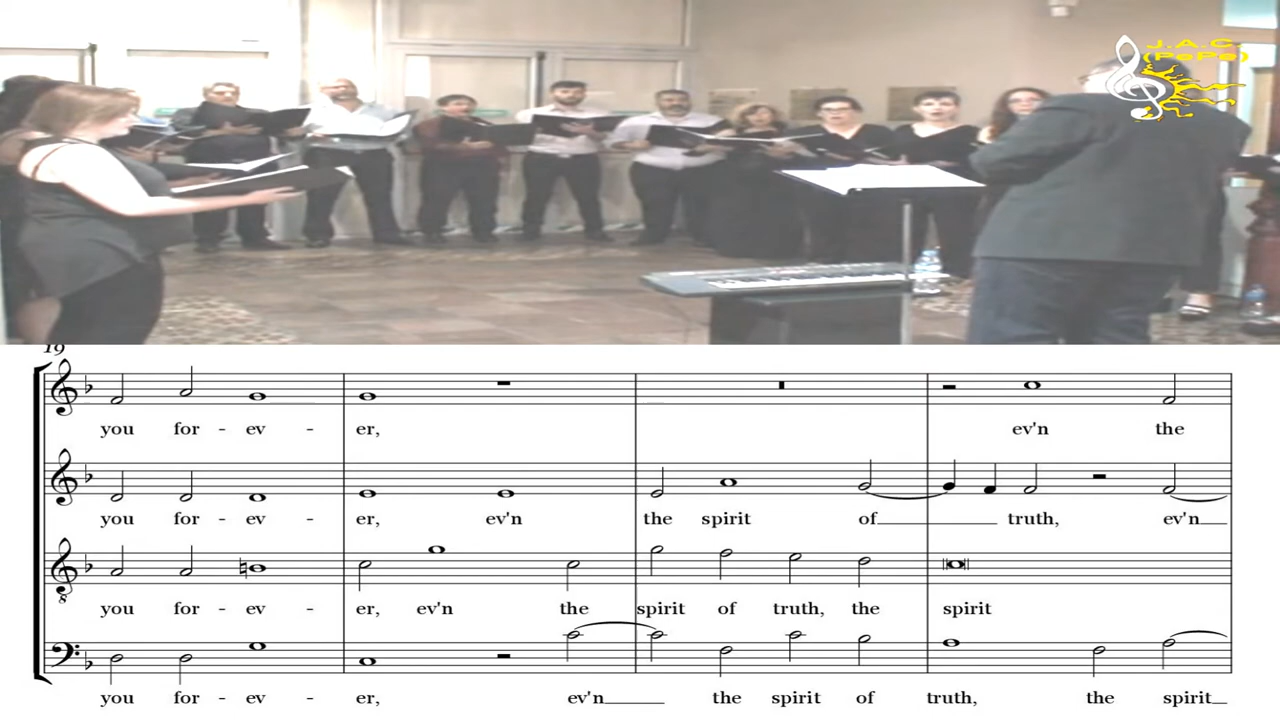 J.A.C.
(PePe)
19
you for - ev - er, ev'n the
you for - ev - er, ev'n the spirit of truth, ev'n
you for - ev - er, ev'n the spirit of truth, the spirit
you for - ev - er, ev'n the spirit of truth, the spirit